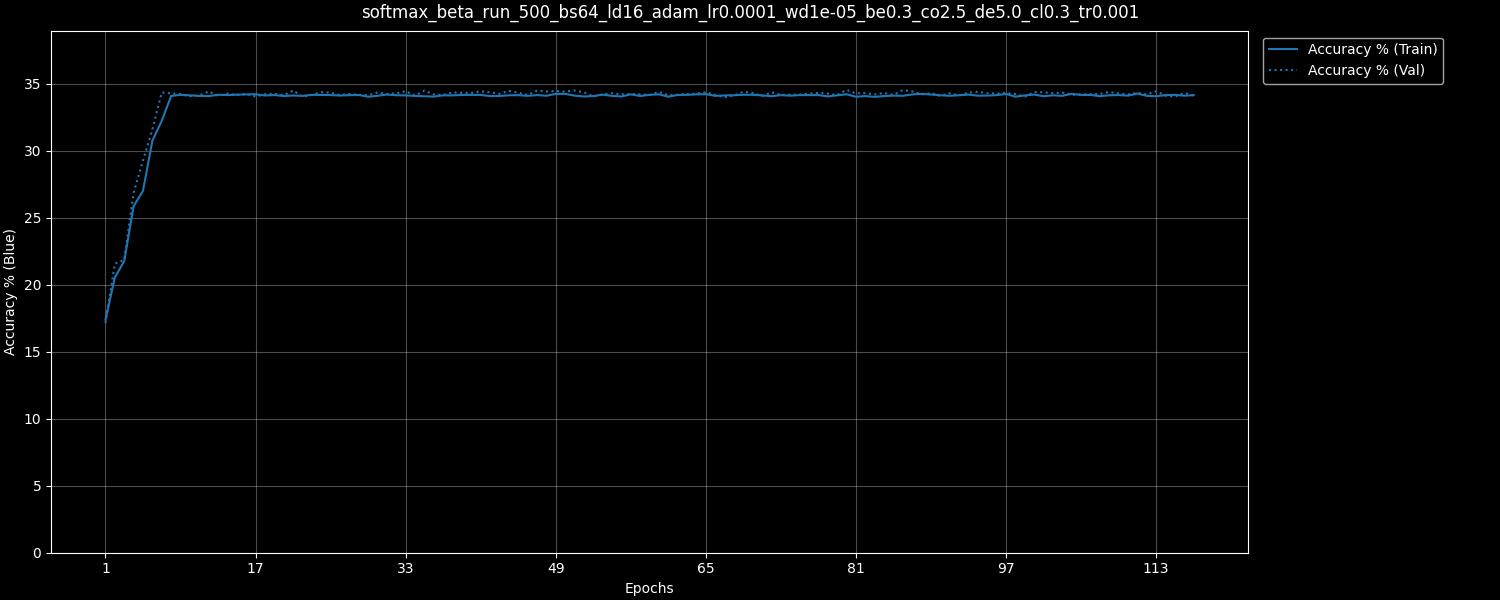 softmax_beta_run_500_bs64_ld16_adam_lr0.0001_wd1e-05_be0.3_co2.5_de5.0_cl0.3_tr0.001
Accuracy % (Train)
Accuracy % (Val)
Accuracy % (Blue)
35
30
25
20
15
10
5
0
1 17 33 49 65 81 97 113
Epochs